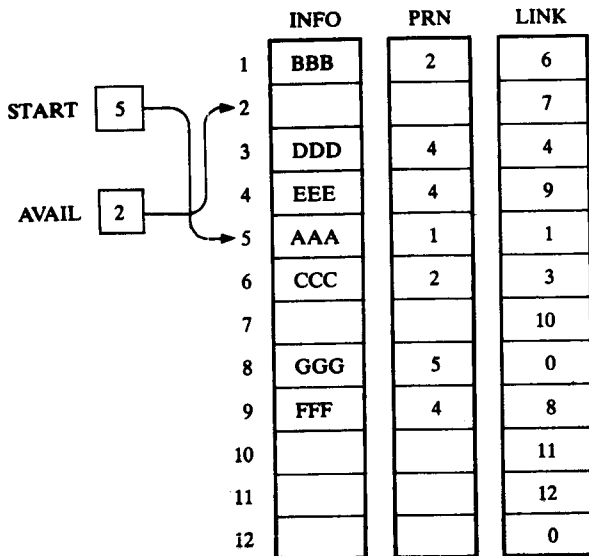 INFO PRN LINK
1 BBB 2 6
START 5 2 7
3 DDD 4 4
4 EEE 4 9
AVAIL 2 5 AAA 1 1
6 CCC 2 3
7 10
8 GGG 5 0
9 FFF 4 8
10 11
11 12
12 0